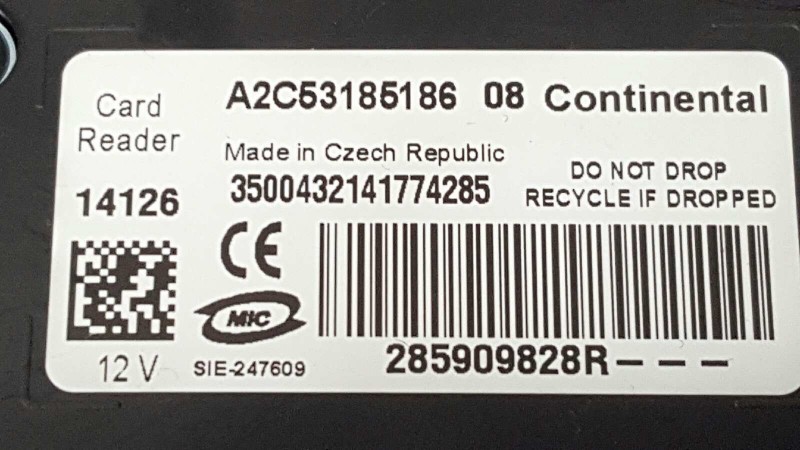 A2C53185186 08 Continental
Card
Reader
Made in Czech Republic
DO NOT DROP
RECYCLE IF DROPPED
14126
3500432141774285
CE
MIC
12 V
SIE-247609
285909828R---